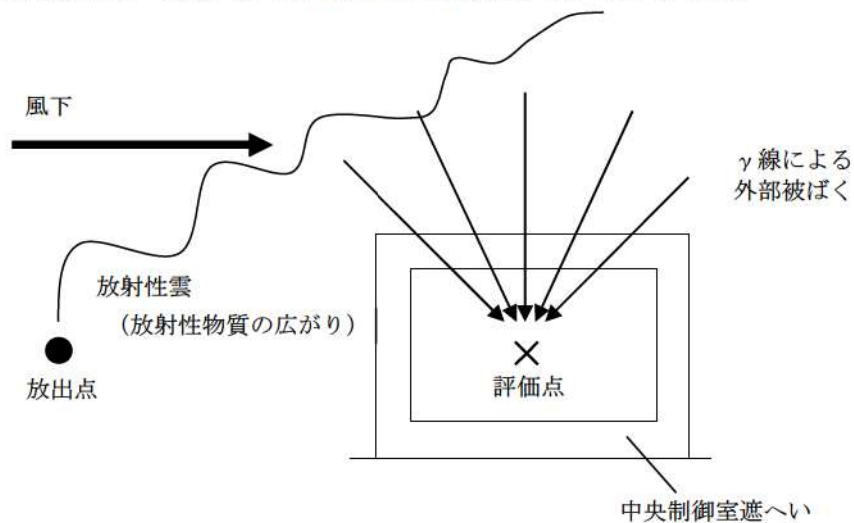 風下
γ線による
外部被ばく
放射性雲
（放射性物質の広がり）
放出点
評価点
中央制御室遮へい